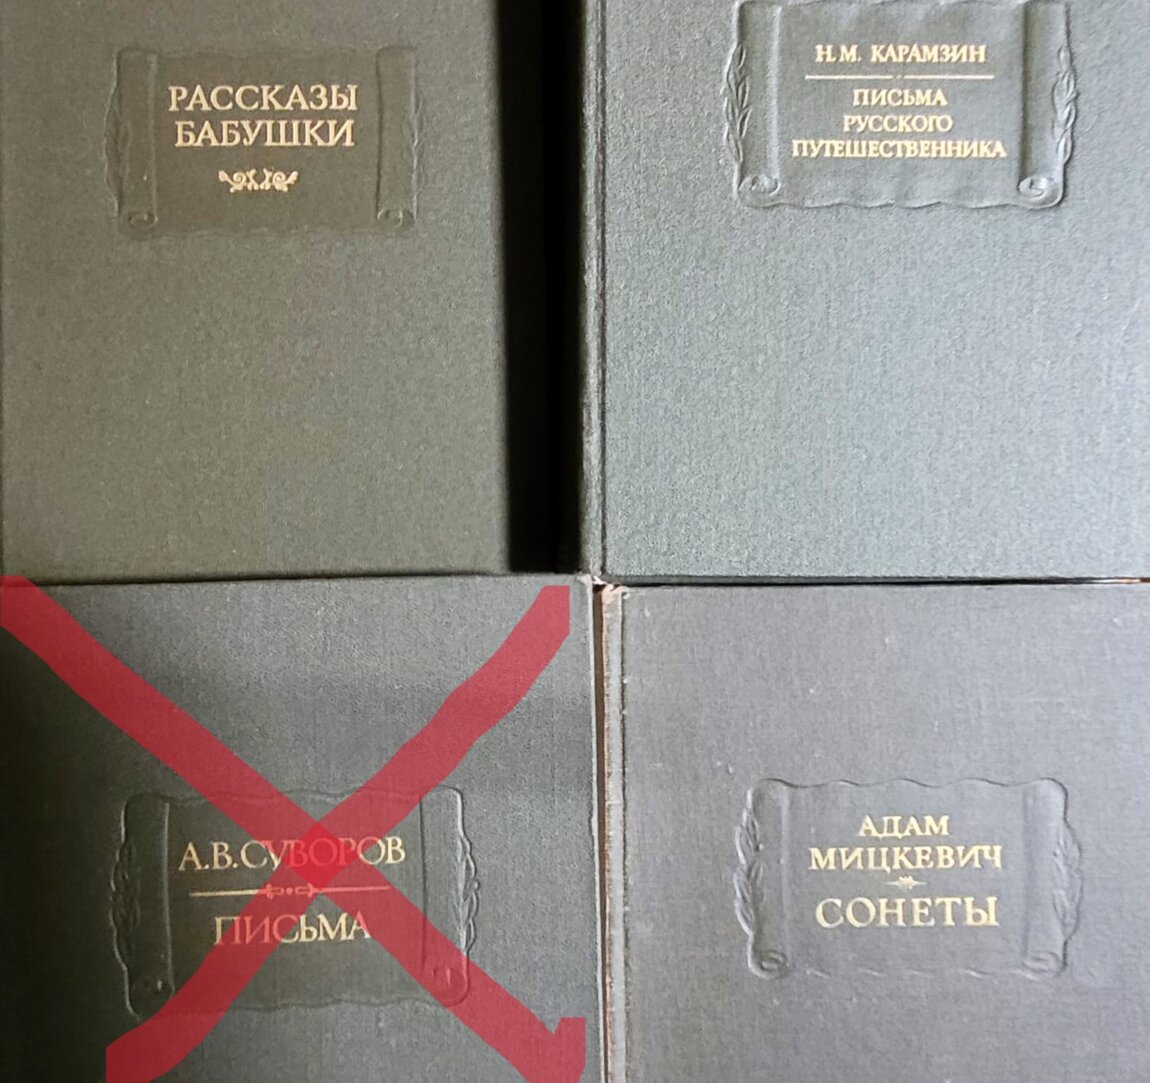 РАССКАЗЫ
БАБУШКИ
Н. М. КАРАМЗИН
ПИСЬМА
РУССКОГО
ПУТЕШЕСТВЕННИКА
А.В.СУВОРОВ
ПИСЬМА
АДАМ
МИЦКЕВИЧ
СОНЕТЫ